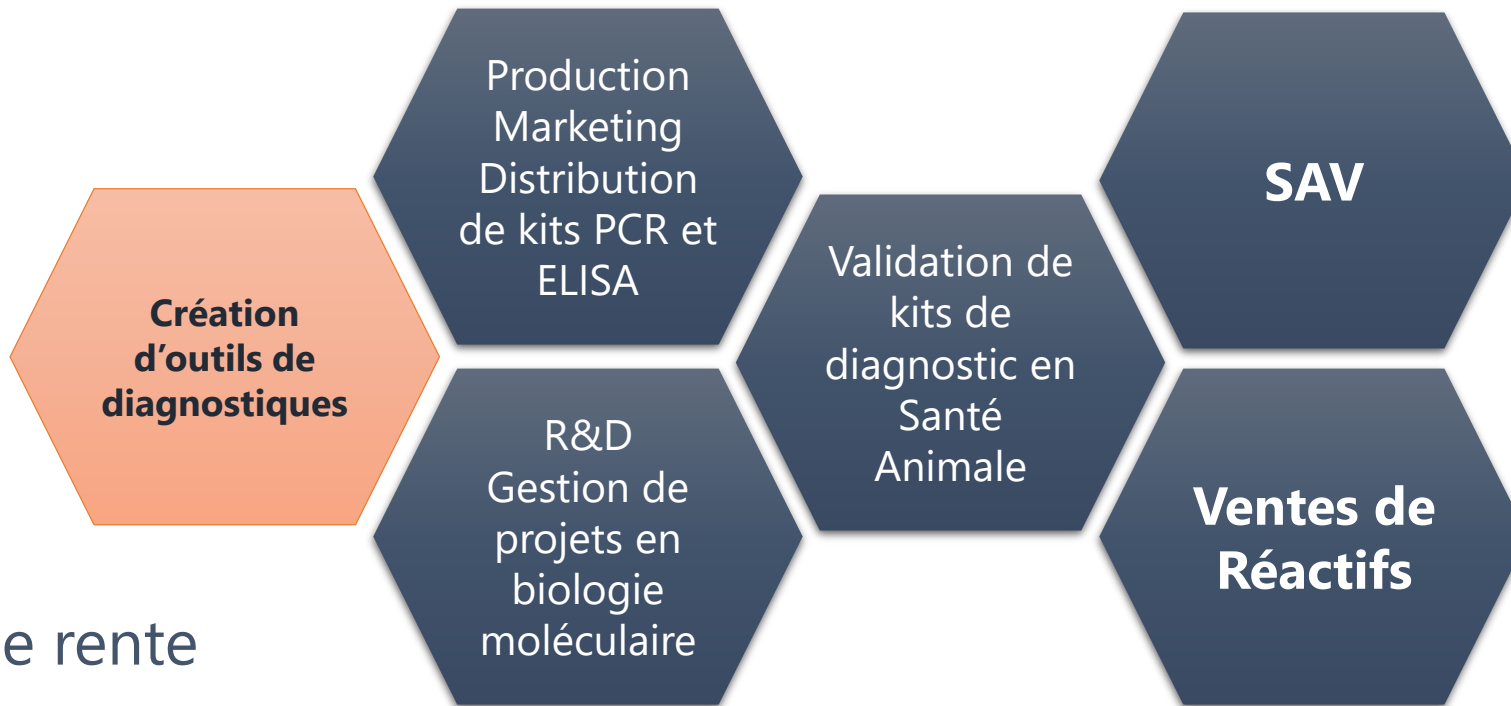 Création
d’outils de
diagnostiques
Production
Marketing
Distribution
de kits PCR et
ELISA
R&D
Gestion de
projets en
biologie
moléculaire
Validation de
kits de
diagnostic en
Santé
Animale
SAV
Ventes de
Réactifs
e rente